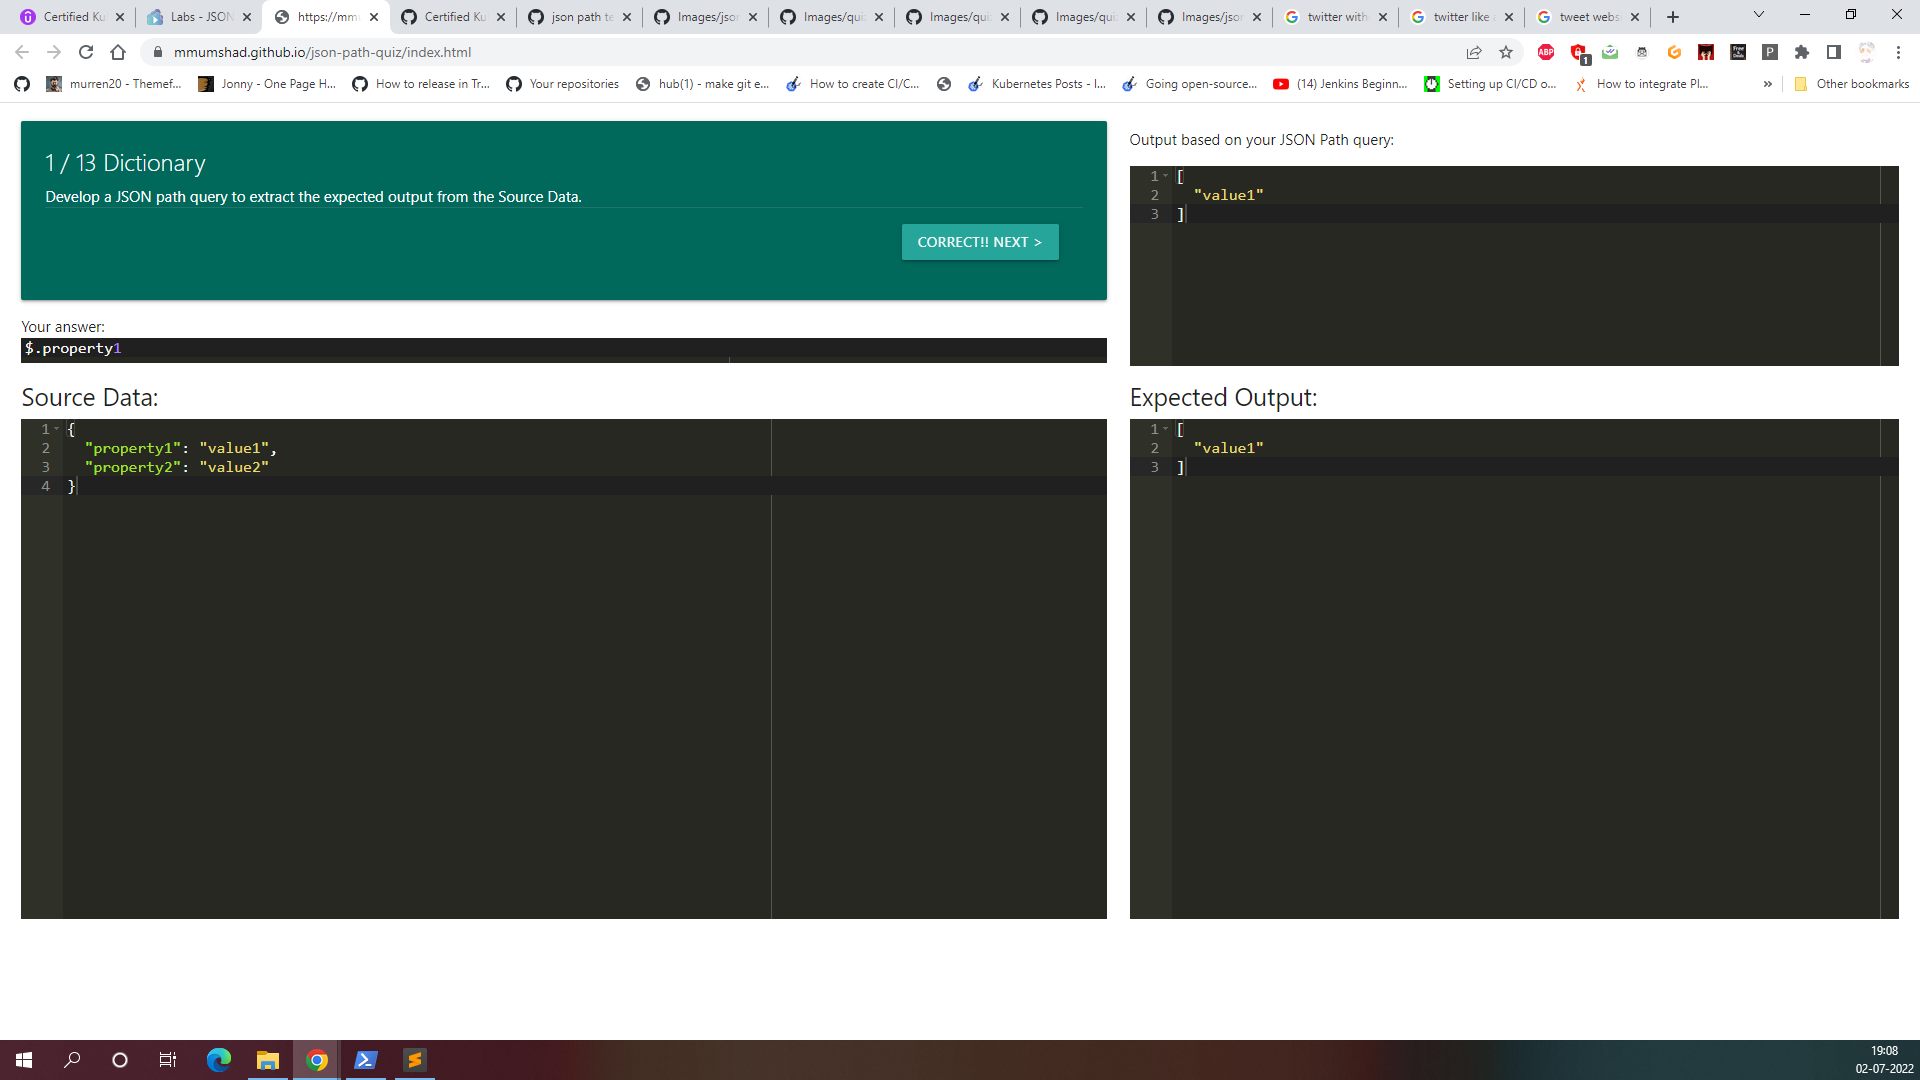 Certified Ku
Labs - JSON
https://mm
Certified Ku
json path te
Images/json
Images/qui
Images/qui
Images/qui
Images/json
twitter with
twitter like
tweet webs
mmumshad.github.io/json-path-quiz/index.html
ABP
1
P
murren20 - Themef...
Jonny - One Page H...
How to release in Tr...
Your repositories
hub(1) - make git e...
How to create CI/C...
Kubernetes Posts - I...
Going open-source...
(14) Jenkins Beginn...
Setting up CI/CD o...
How to integrate Pl...
»
Other bookmarks
1 / 13 Dictionary
Develop a JSON path query to extract the expected output from the Source Data.
CORRECT!! NEXT >
Your answer:
$.property1
Source Data:
1 {
2 "property1": "value1",
3 "property2": "value2"
4 }
Output based on your JSON Path query:
1 [
2 "value1"
3 ]
Expected Output:
1 [
2 "value1"
3 ]
19:08
02-07-2022